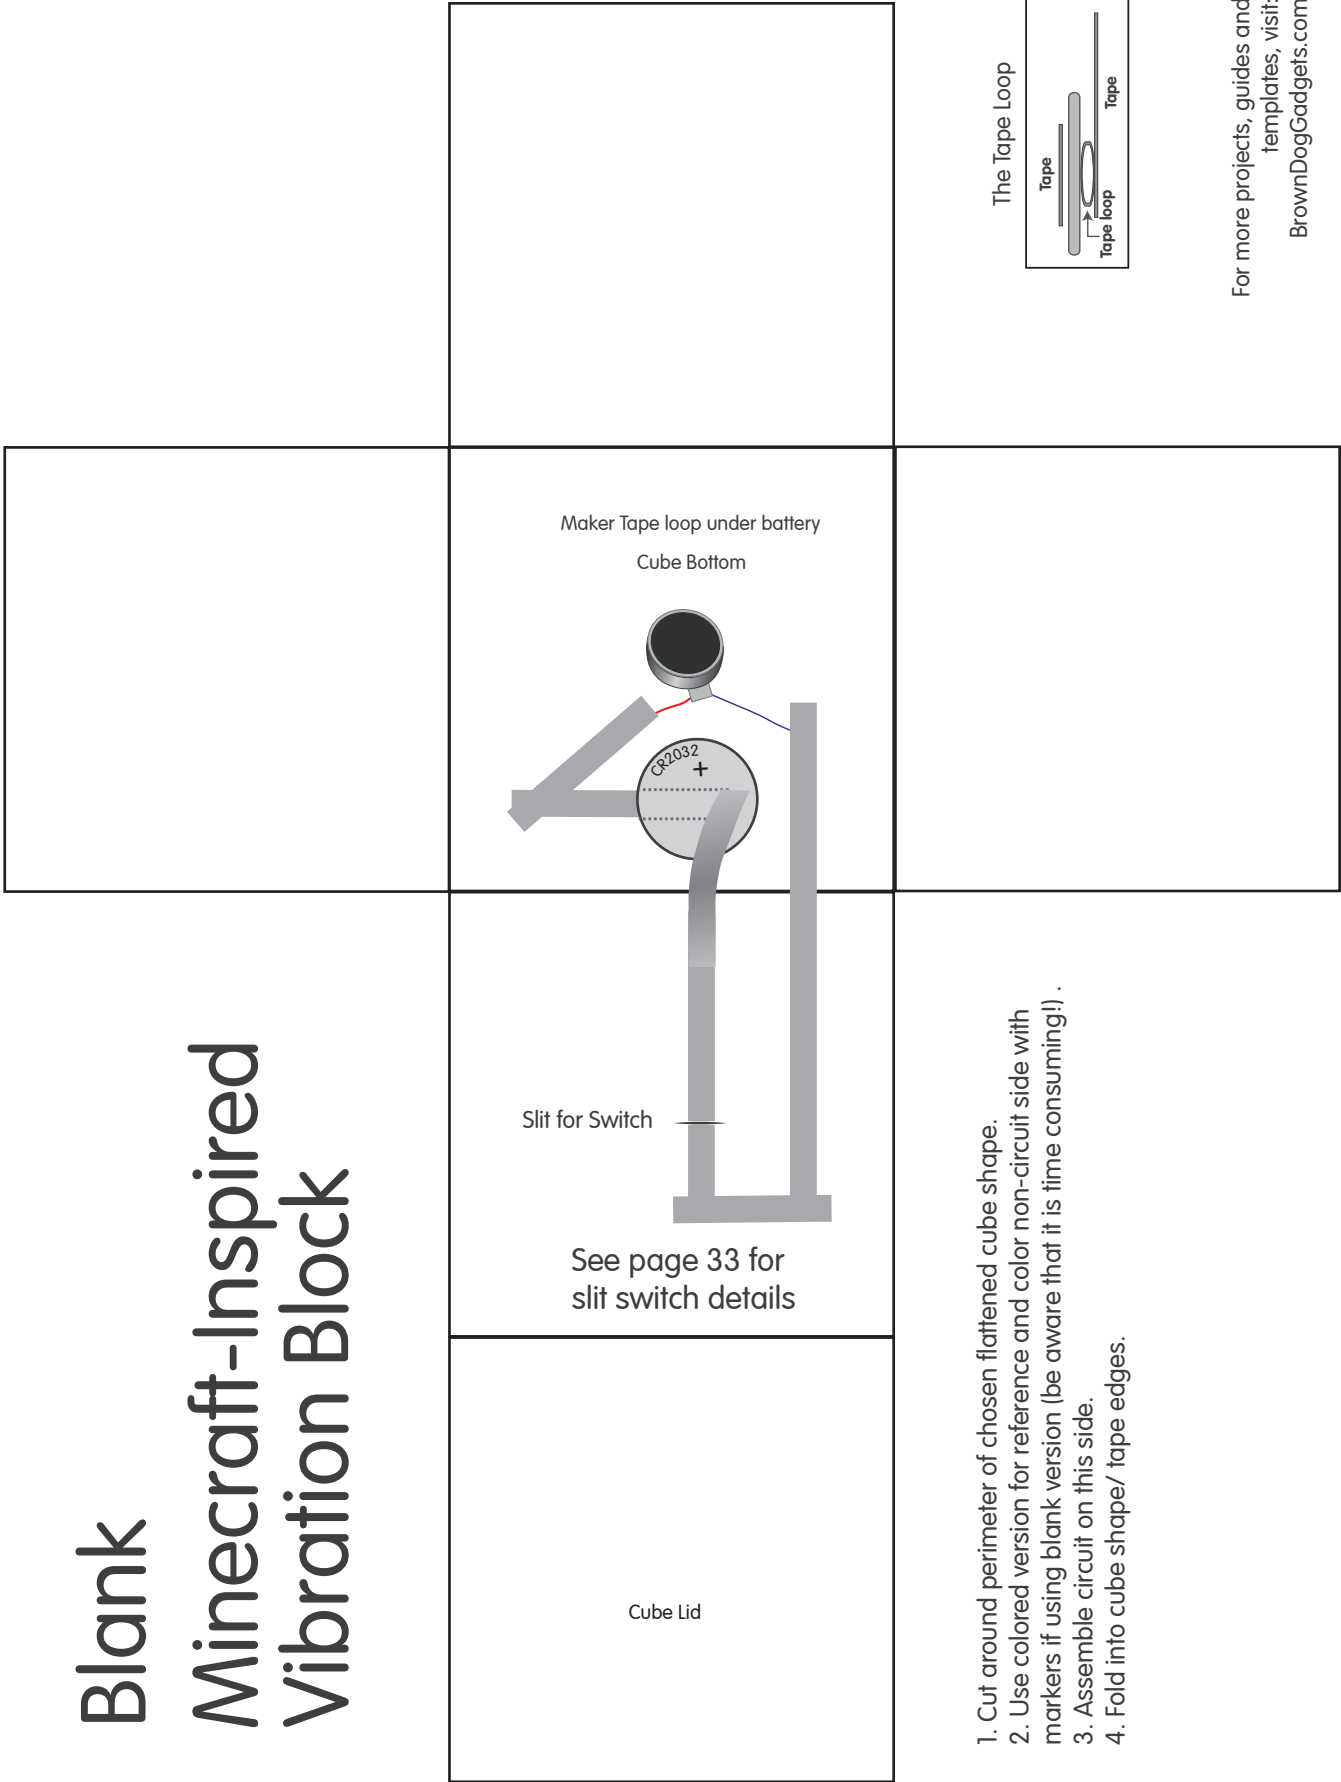 Blank
Minecraft-Inspired
Vibration Block
The Tape Loop
Tape
Tape
Tape loop
For more projects, guides and
templates, visit:
BrownDogGadgets.com
Maker Tape loop under battery
Cube Bottom
CR2032
+
Slit for Switch
See page 33 for
slit switch details
Cube Lid
1. Cut around perimeter of chosen flattened cube shape.
2. Use colored version for reference and color non-circuit side with
markers if using blank version (be aware that it is time consuming!) .
3. Assemble circuit on this side.
4. Fold into cube shape/ tape edges.